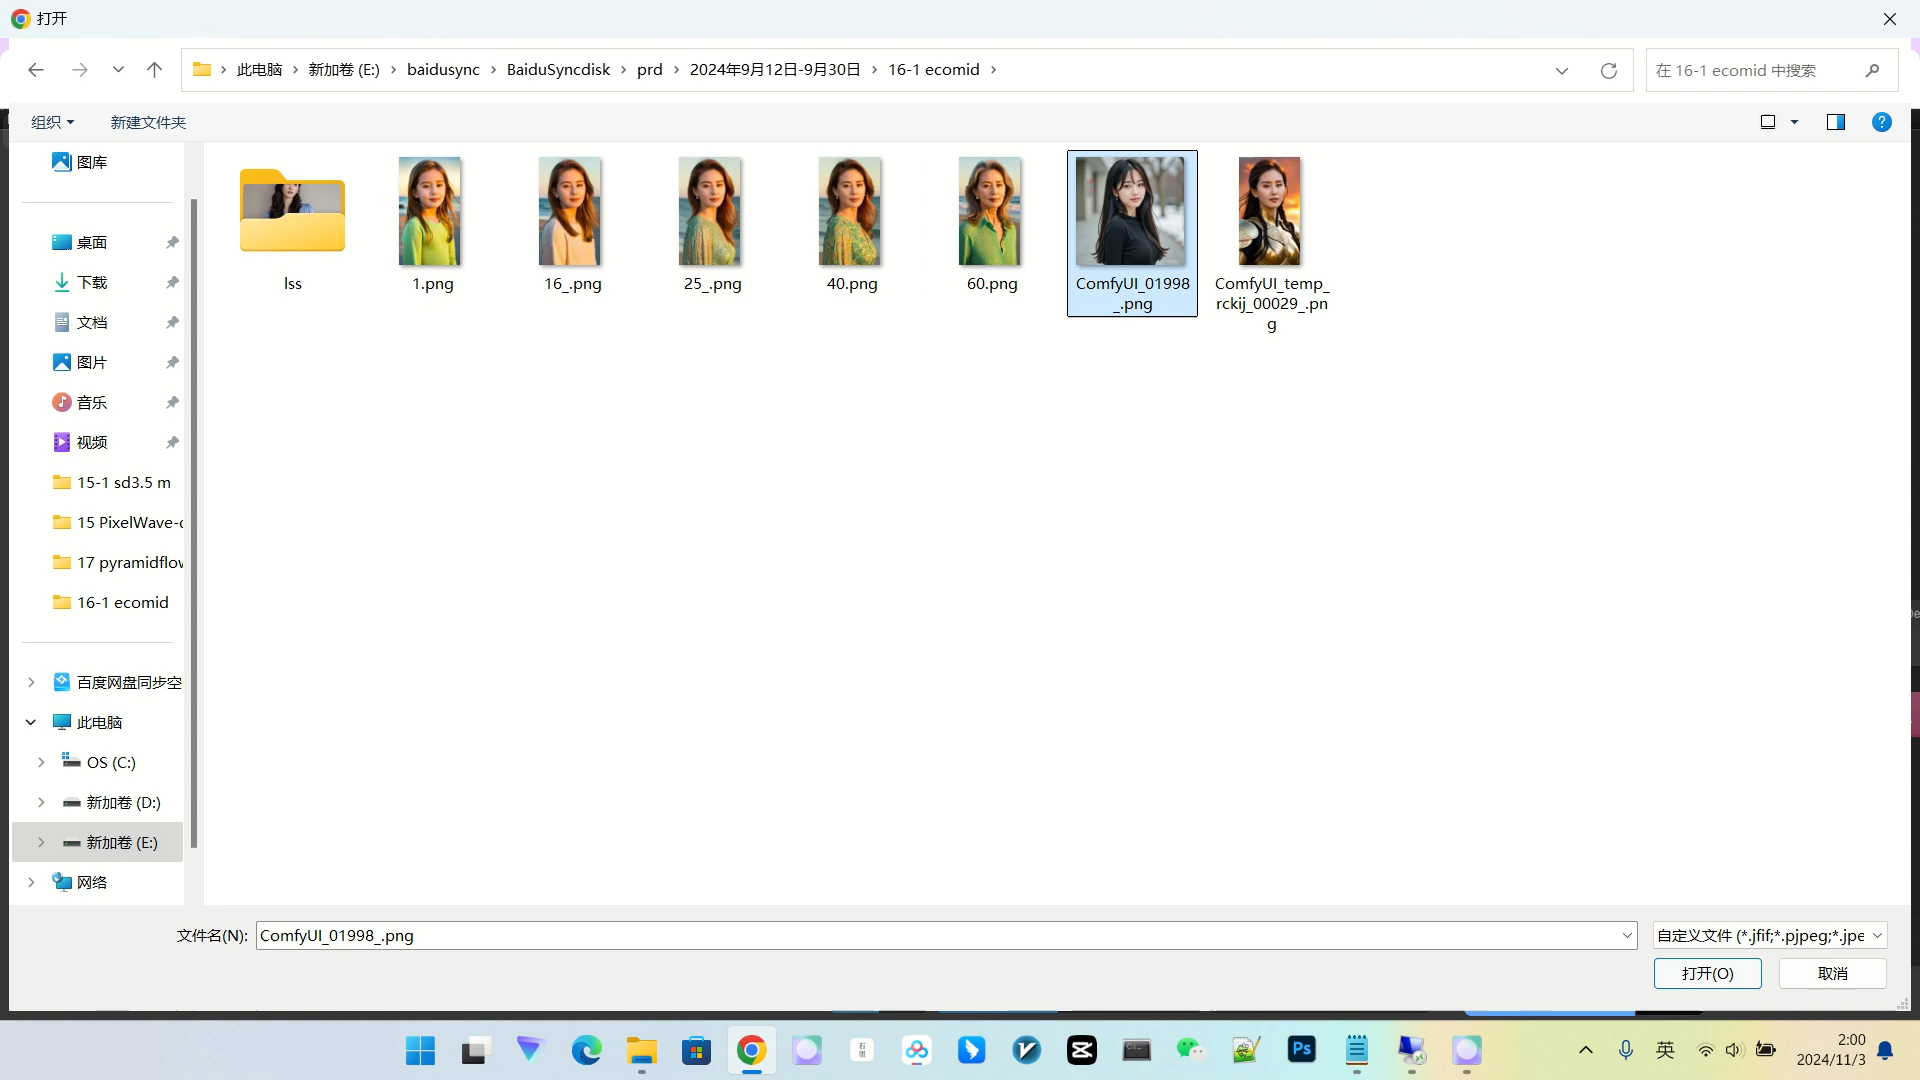 打开
此电脑 › 新加卷 (E:) › baidusync › BaiduSyncdisk › prd › 2024年9月12日-9月30日 › 16-1 ecomid ›
在 16-1 ecomid 中搜索
组织
新建文件夹
图库
桌面
下载
文档
图片
音乐
视频
15-1 sd3.5 m
15 PixelWave-
17 pyramidflow
16-1 ecomid
百度网盘同步空
此电脑
OS (C:)
新加卷 (D:)
新加卷 (E:)
网络
lss
1.png
16_.png
25_.png
40.png
60.png
ComfyUI_01998
_.png
ComfyUI_temp_
rckij_00029_.pn
g
文件名(N):
ComfyUI_01998_.png
自定义文件 (*.jfif;*.pjpeg;*.jpe
打开(O)
取消
石墨
Ps
英
2:00
2024/11/3